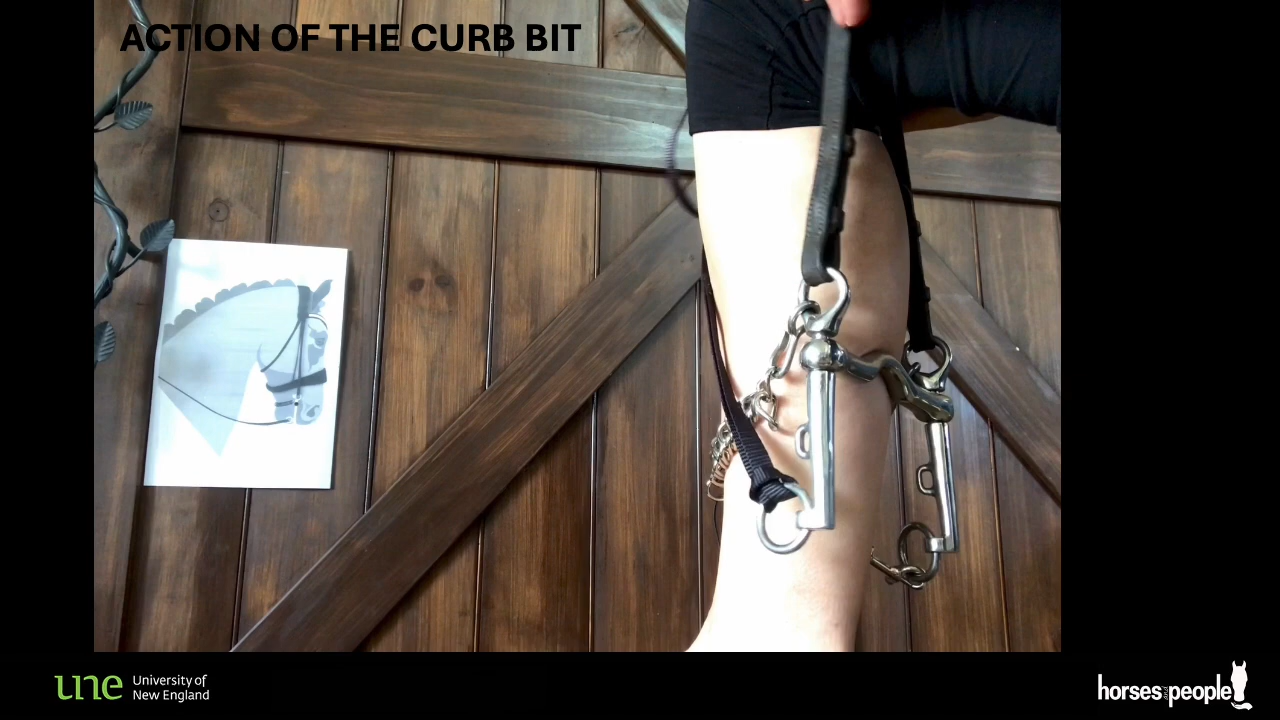 ACTION OF THE CURB BIT
une University of
New England
horses and people